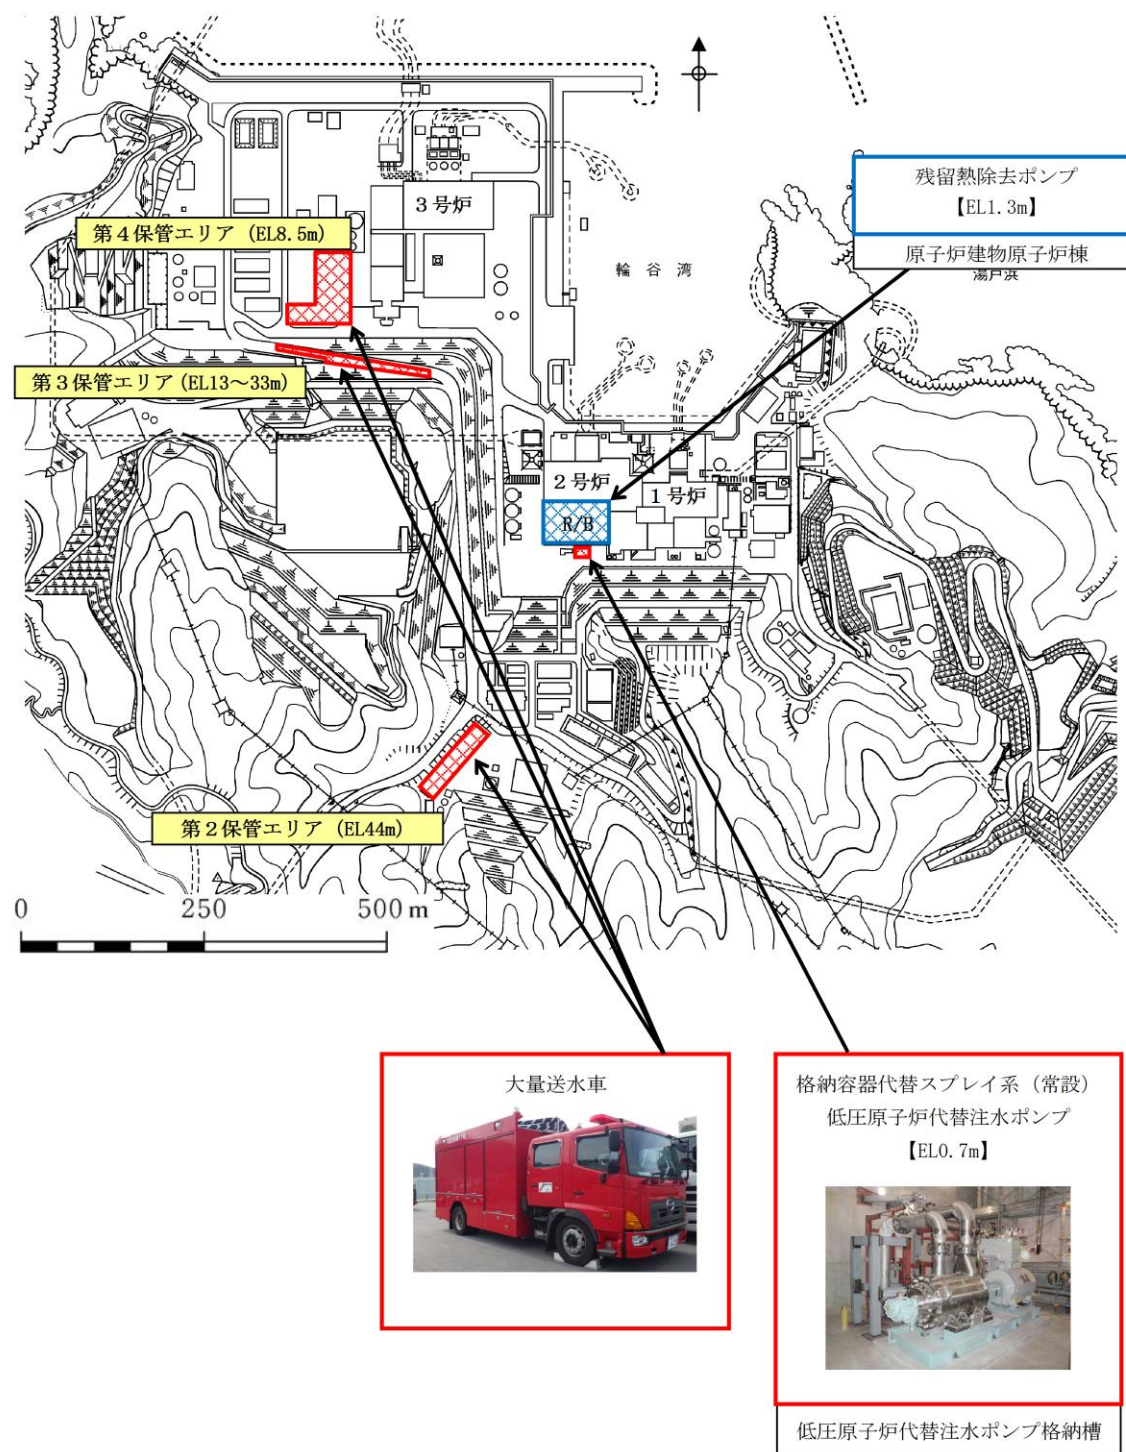 残留熱除去ポンプ
【EL1.3m】
原子炉建物原子炉棟
湯戸浜
3号炉
第4保管エリア (EL8.5m)
輪谷湾
第3保管エリア(EL13～33m)
2号炉
1号炉
R/B
第2保管エリア (EL44m)
0 250 500 m
大量送水車
格納容器代替スプレイ系（常設）
低圧原子炉代替注水ポンプ
【EL0.7m】
低圧原子炉代替注水ポンプ格納槽